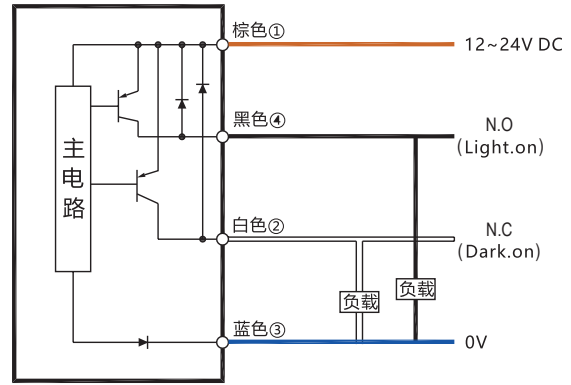 棕色① 12~24V DC
黑色④ N.O
(Light.on)
主电路
白色② N.C
(Dark.on)
负载 负载
蓝色③ 0V